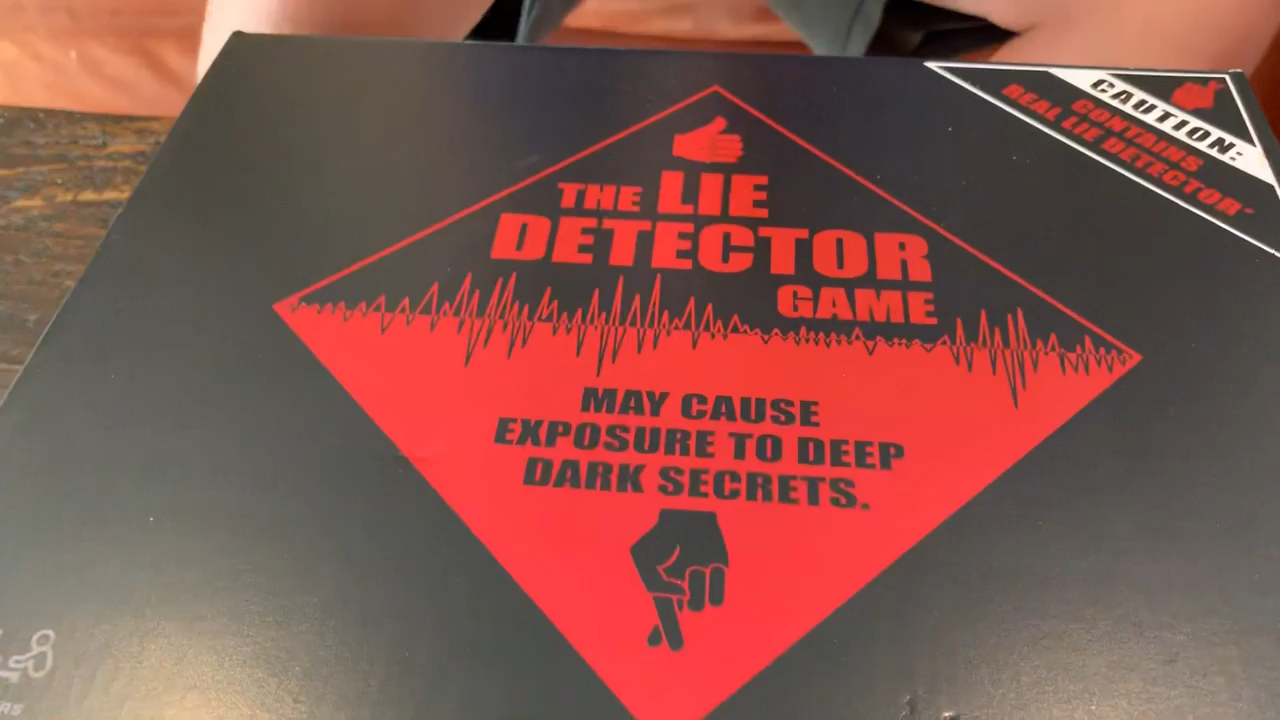 CAUTION:
CONTAINS
REAL LIE DETECTOR*
THE LIE
DETECTOR
GAME
MAY CAUSE
EXPOSURE TO DEEP
DARK SECRETS.